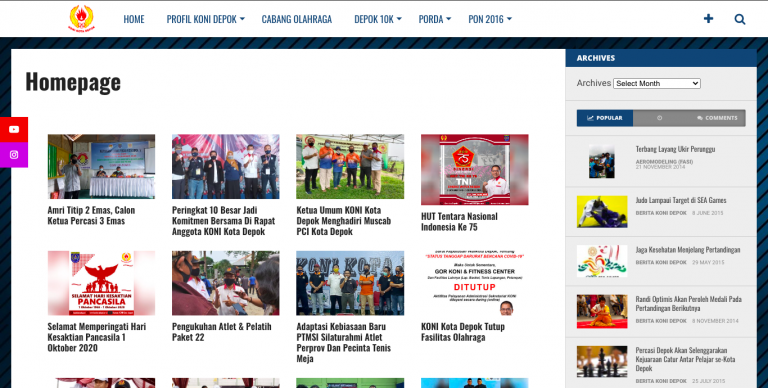 HOME PROFIL KONI DEPOK CABANG OLAHRAGA DEPOK 10K PORDA PON 2016
Homepage
Amri Titip 2 Emas, Calon
Ketua Percasi 3 Emas
Peringkat 10 Besar Jadi
Komitmen Bersama Di Rapat
Anggota KONI Kota Depok
Ketua Umum KONI Kota
Depok Menghadiri Muscab
PCI Kota Depok
HUT Tentara Nasional
Indonesia Ke 75
SELAMAT HARI KESAKTIAN
PANCASILA
Selamat Memperingati Hari
Kesaktian Pancasila 1
Oktober 2020
Pengukuhan Atlet & Pelatih
Paket 22
Adaptasi Kebiasaan Baru
PTMSI Silaturahmi Atlet
Perprov Dan Pecinta Tenis
Meja
"STATUS TANGGAP DARURAT BENCANA COVID-19"
GOR KONI & FITNESS CENTER
DITUTUP
KONI Kota Depok Tutup
Fasilitas Olahraga
ARCHIVES
Archives Select Month
POPULAR COMMENTS
Terbang Layang Ukir Perunggu
AEROMODELING (FASI)
21 NOVEMBER 2014
Judo Lampaui Target di SEA Games
BERITA KONI DEPOK 8 JUNE 2015
Jaga Kesehatan Menjelang Pertandingan
BERITA KONI DEPOK 29 MAY 2015
Randi Optimis Akan Peroleh Medali Pada
Pertandingan Berikutnya
BERITA KONI DEPOK 8 NOVEMBER 2014
Percasi Depok Akan Selenggarakan
Kejuaraan Catur Antar Pelajar se-Kota
Depok
BERITA KONI DEPOK 25 JULY 2015